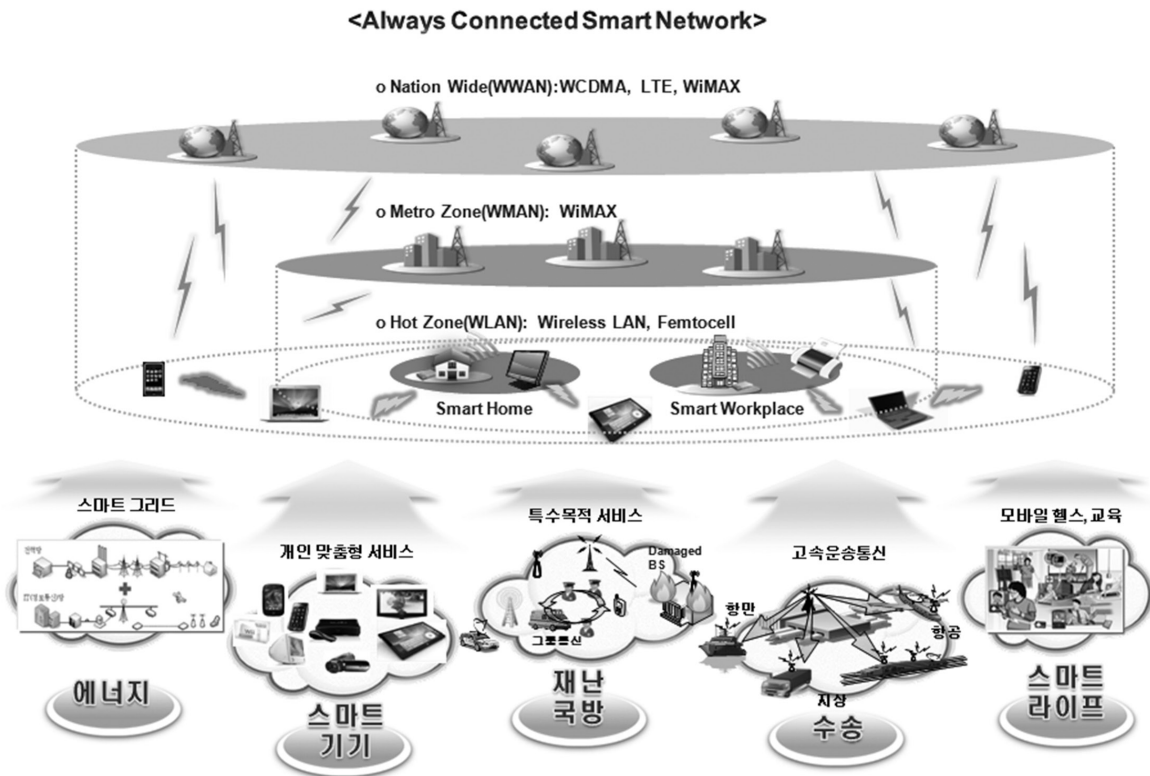 <Always Connected Smart Network>
o Nation Wide(WWAN):WCDMA, LTE, WiMAX
o Metro Zone(WMAN): WiMAX
o Hot Zone(WLAN): Wireless LAN, Femtocell
Smart Home
Smart Workplace
스마트 그리드
개인 맞춤형 서비스
특수목적 서비스
고속운송통신
모바일 헬스, 교육
전력망
Damaged
BS
그룹통신
항만
항공
지상
에너지
스마트
기기
재난
국방
수송
스마트
라이프